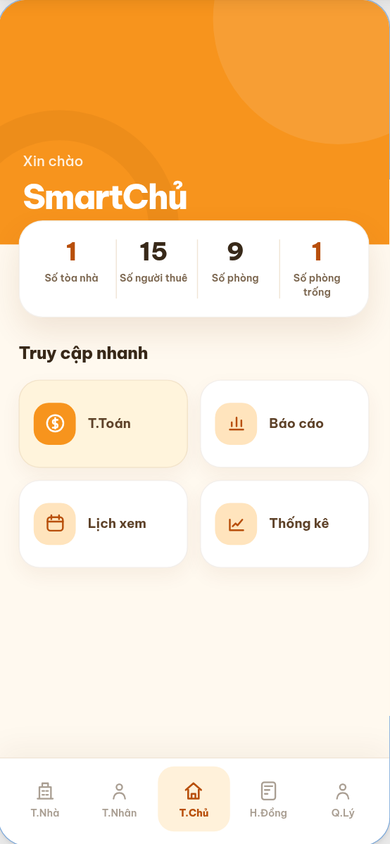 Xin chào
SmartChủ
1
15
9
1
Số tòa nhà
Số người thuê
Số phòng
Số phòng
trống
Truy cập nhanh
T.Toán
Báo cáo
Lịch xem
Thống kê
T.Nhà
T.Nhân
T.Chủ
H.Đồng
Q.Lý